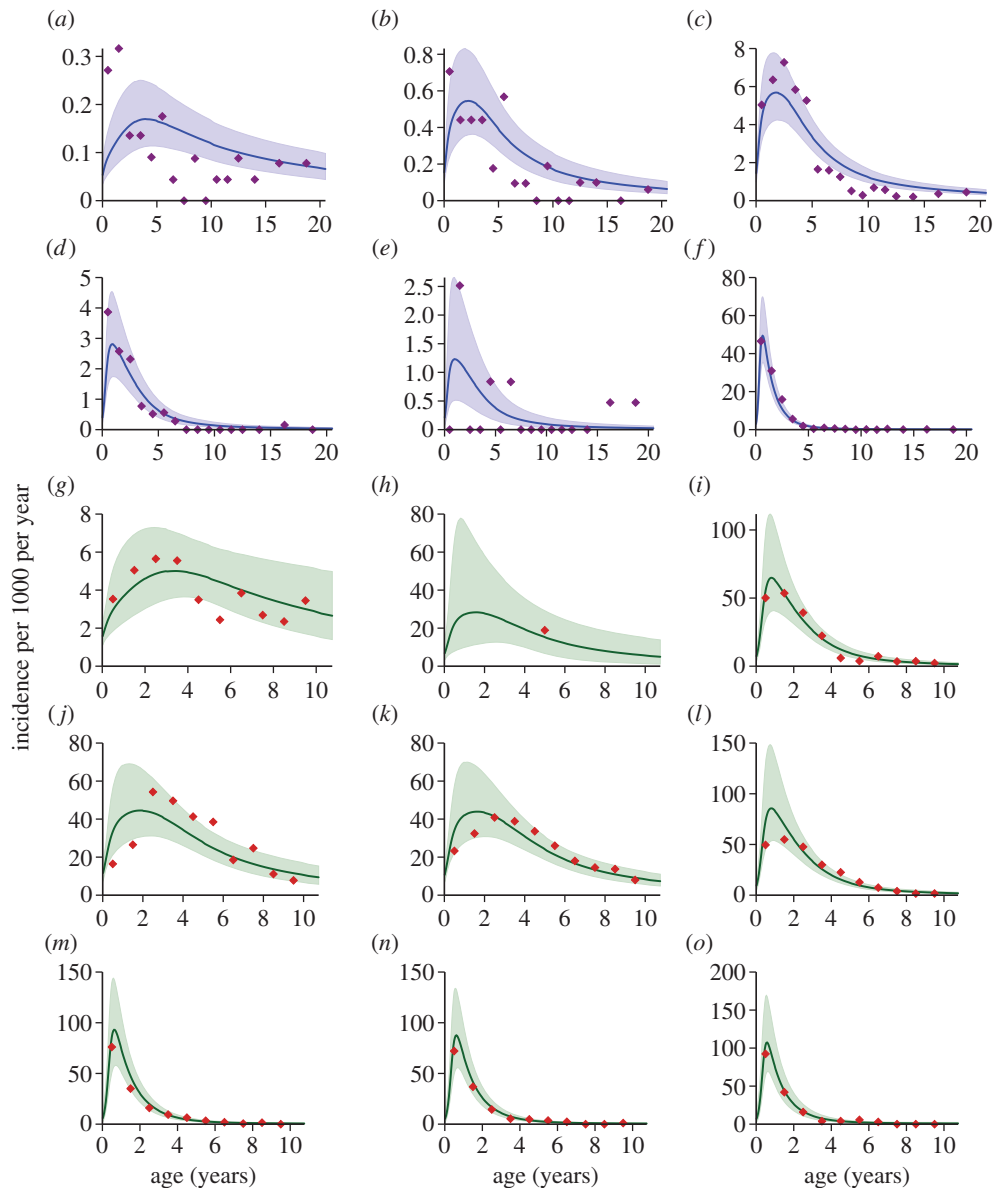 (a)
0.3
0.2
0.1
0
0 5 10 15 20
(b)
0.8
0.6
0.4
0.2
0
0 5 10 15 20
(c)
8
6
4
2
0
0 5 10 15 20
(d)
5
4
3
2
1
0
0 5 10 15 20
(e)
2.5
2.0
1.5
1.0
0.5
0
0 5 10 15 20
(f)
80
60
40
20
0
0 5 10 15 20
incidence per 1000 per year
(g)
8
6
4
2
0
0 2 4 6 8 10
(h)
80
60
40
20
0
0 2 4 6 8 10
(i)
100
50
0
0 2 4 6 8 10
(j)
80
60
40
20
0
0 2 4 6 8 10
(k)
80
60
40
20
0
0 2 4 6 8 10
(l)
150
100
50
0
0 2 4 6 8 10
(m)
150
100
50
0
0 2 4 6 8 10
age (years)
(n)
150
100
50
0
0 2 4 6 8 10
age (years)
(o)
200
150
100
50
0
0 2 4 6 8 10
age (years)